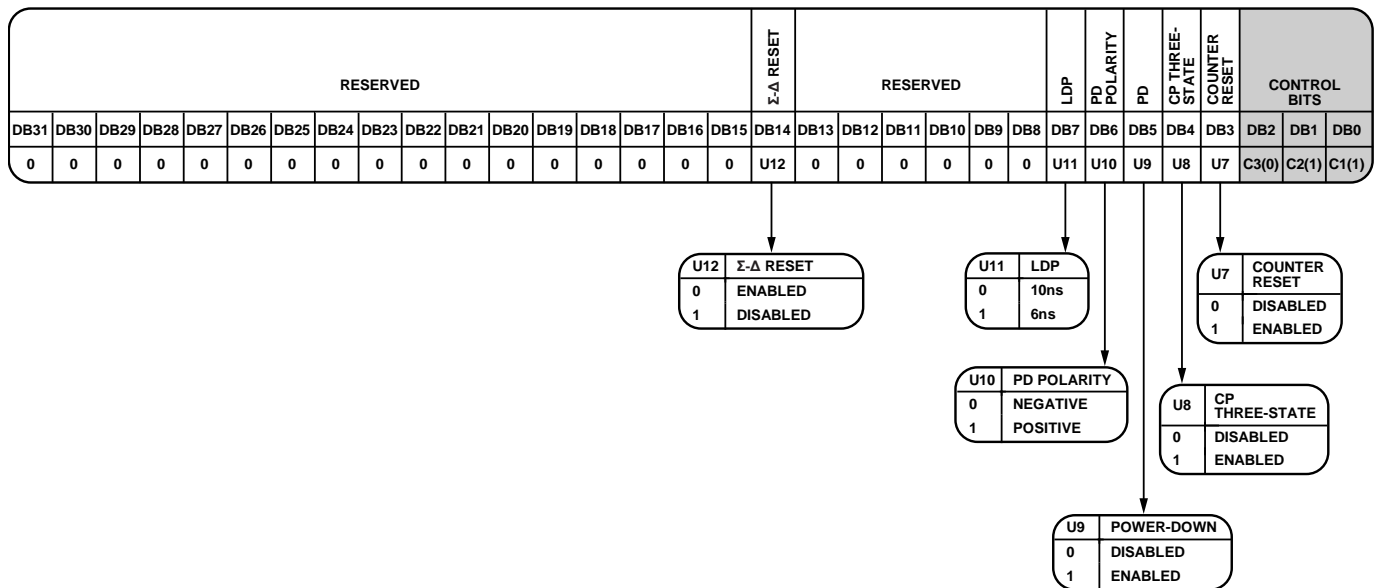 RESERVED Σ-Δ RESET RESERVED LDP PD POLARITY PD CP THREE-STATE COUNTER RESET CONTROL BITS
DB31 DB30 DB29 DB28 DB27 DB26 DB25 DB24 DB23 DB22 DB21 DB20 DB19 DB18 DB17 DB16 DB15 DB14 DB13 DB12 DB11 DB10 DB9 DB8 DB7 DB6 DB5 DB4 DB3 DB2 DB1 DB0
0 0 0 0 0 0 0 0 0 0 0 0 0 0 0 0 0 U12 0 0 0 0 0 0 U11 U10 U9 U8 U7 C3(0) C2(1) C1(1)
U12 Σ-Δ RESET
0 ENABLED
1 DISABLED
U11 LDP
0 10ns
1 6ns
U7 COUNTER
RESET
0 DISABLED
1 ENABLED
U10 PD POLARITY
0 NEGATIVE
1 POSITIVE
U8 CP
THREE-STATE
0 DISABLED
1 ENABLED
U9 POWER-DOWN
0 DISABLED
1 ENABLED